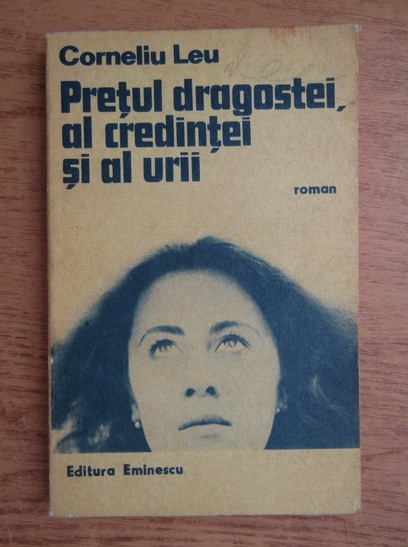 Corneliu Leu
Prețul dragostei,
al credinței
și al urii
roman
Editura Eminescu